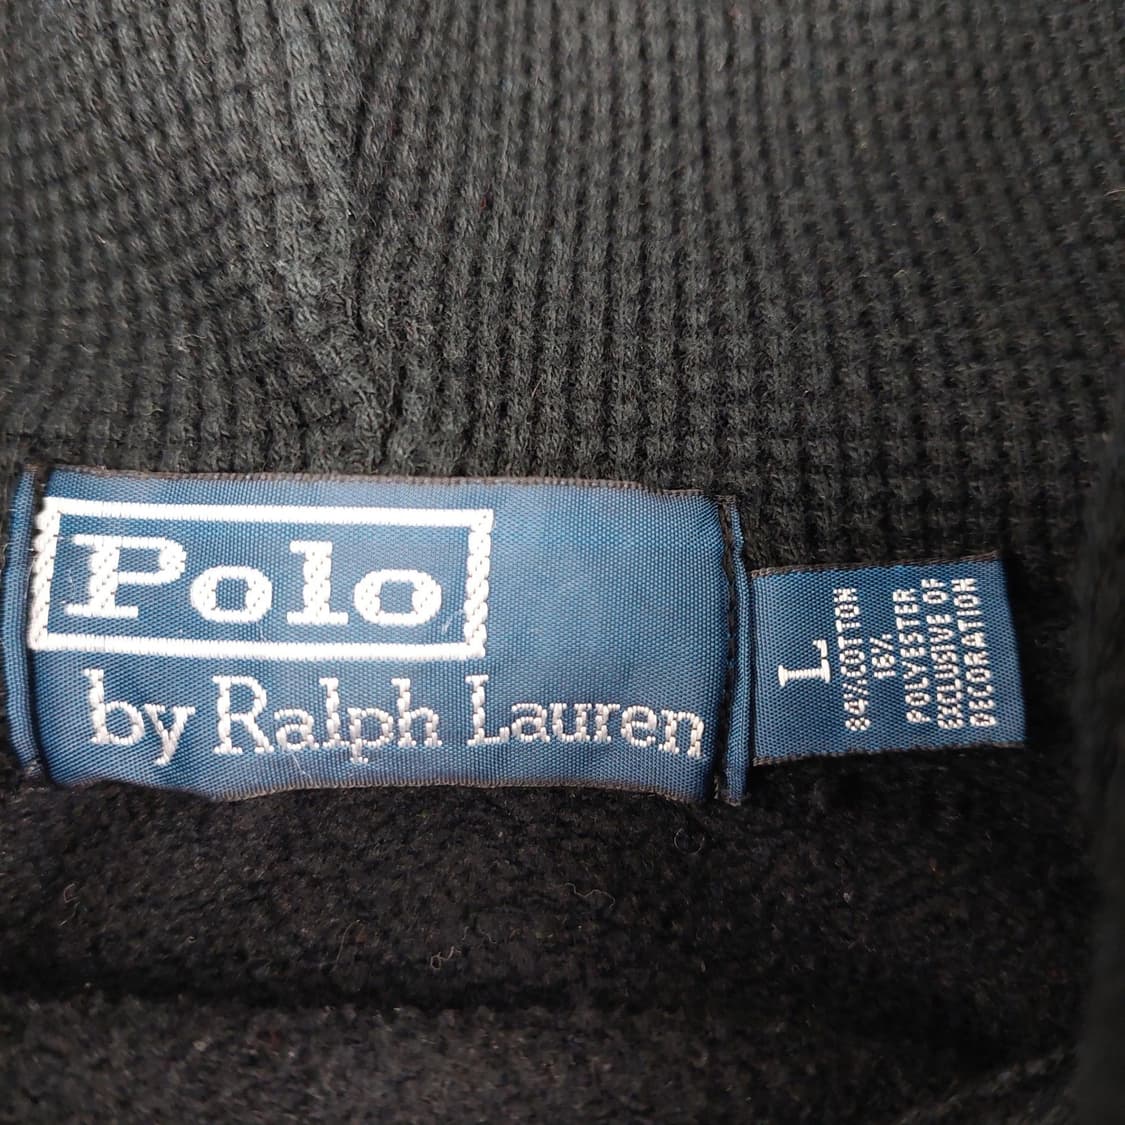 Polo
by Ralph Lauren
L
84% COTTON
16%
POLYESTER
EXCLUSIVE OF
DECORATION